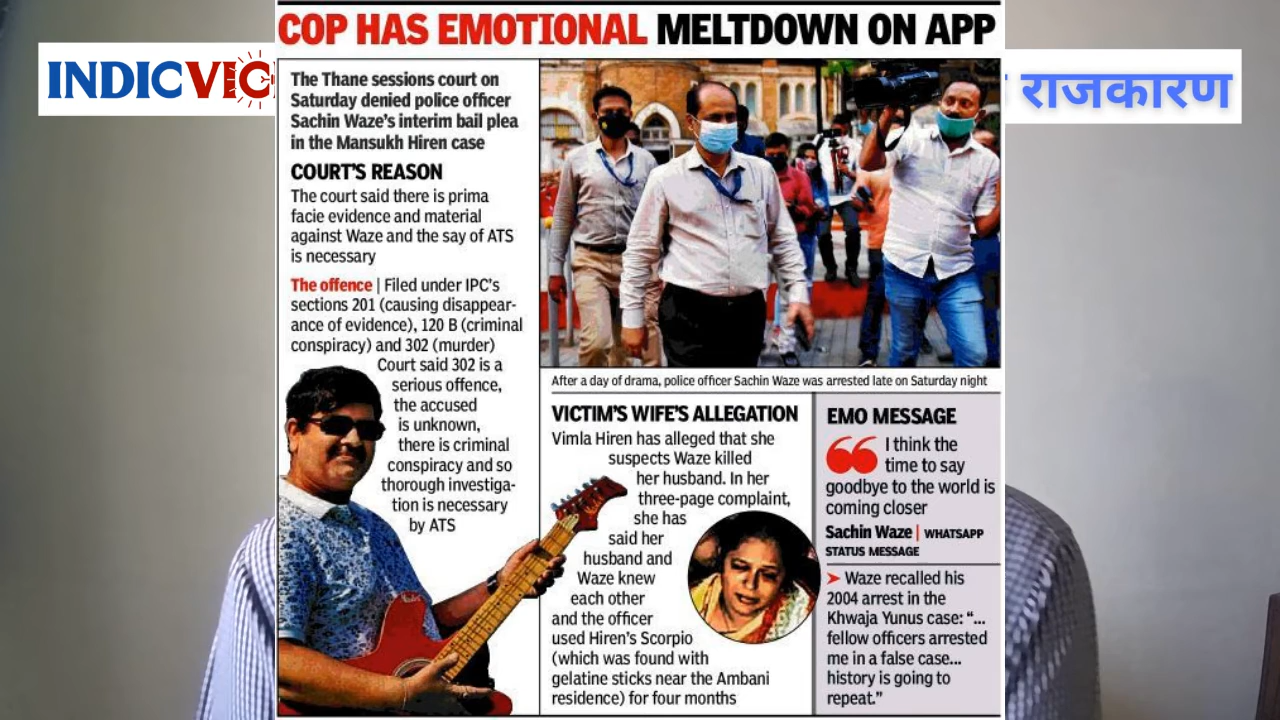 COP HAS EMOTIONAL MELTDOWN ON APP
INDICVIC
राजकारण
The Thane sessions court on
Saturday denied police officer
Sachin Waze's interim bail plea
in the Mansukh Hiren case
COURT'S REASON
The court said there is prima
facie evidence and material
against Waze and the say of ATS
is necessary
The offence | Filed under IPC's
sections 201 (causing disappear-
ance of evidence), 120 B (criminal
conspiracy) and 302 (murder)
Court said 302 is a
serious offence,
the accused
is unknown,
there is criminal
conspiracy and so
thorough investiga-
tion is necessary
by ATS
After a day of drama, police officer Sachin Waze was arrested late on Saturday night
VICTIM'S WIFE'S ALLEGATION
Vimla Hiren has alleged that she
suspects Waze killed
her husband. In her
three-page complaint,
she has
said her
husband and
Waze knew
each other
and the officer
used Hiren's Scorpio
(which was found with
gelatine sticks near the Ambani
residence) for four months
EMO MESSAGE
“ I think the
time to say
goodbye to the world is
coming closer
Sachin Waze | WHATSAPP
STATUS MESSAGE
➤ Waze recalled his
2004 arrest in the
Khwaja Yunus case: “...
fellow officers arrested
me in a false case...
history is going to
repeat.”